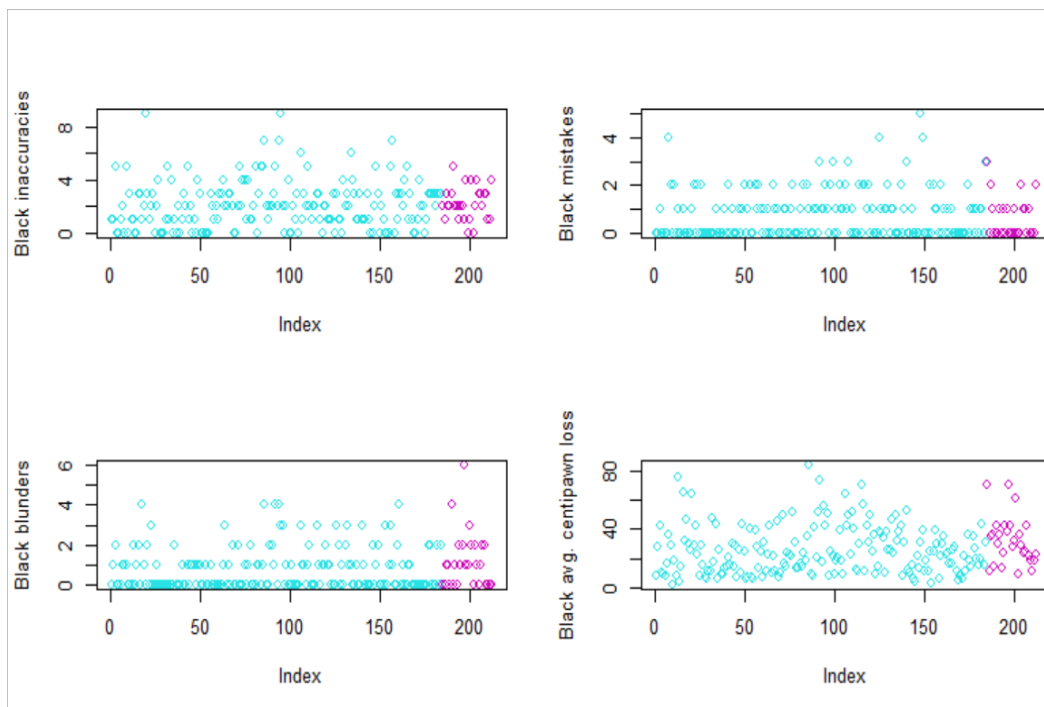 Black inaccuracies
8
4
0
0 50 100 150 200
Index
Black mistakes
4
2
0
0 50 100 150 200
Index
Black blunders
6
4
2
0
0 50 100 150 200
Index
Black avg. centipawn loss
80
40
0
0 50 100 150 200
Index